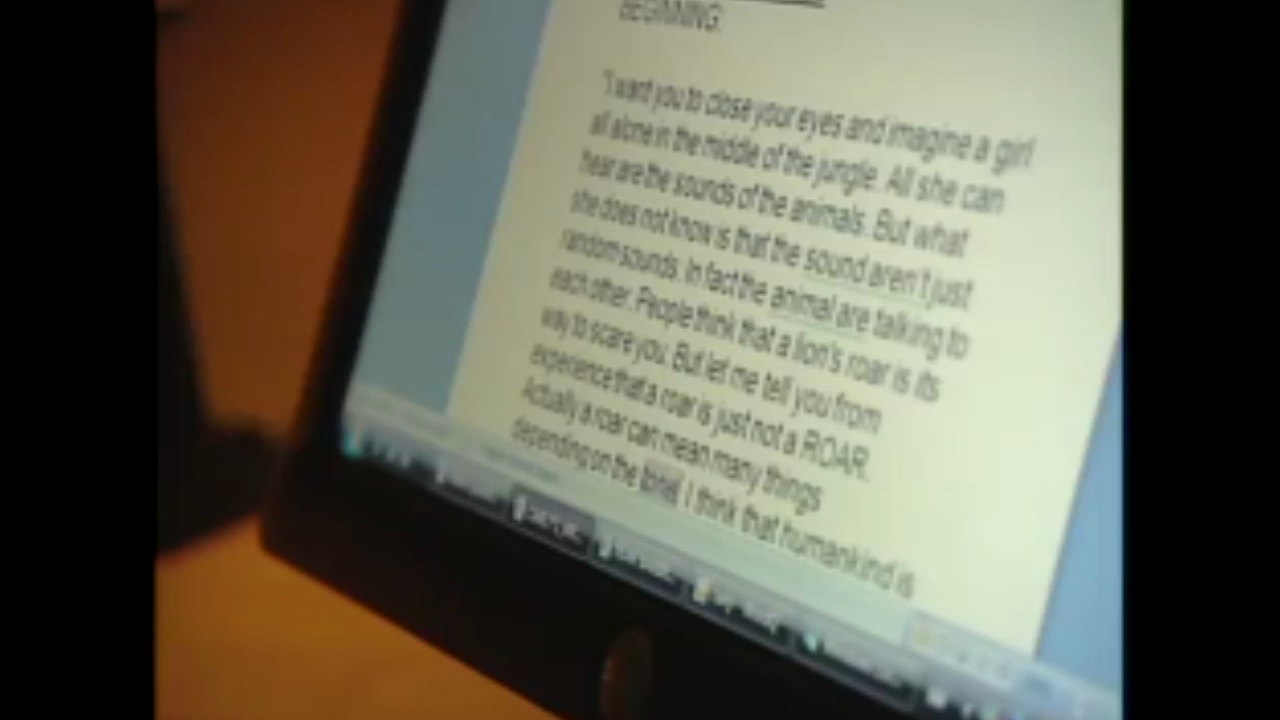 BEGINNING.
"I want you to close your eyes and imagine a girl
all alone in the middle of the jungle. All she can
hear are the sounds of the animals. But what
she does not know is that the sound aren't just
random sounds. In fact the animal are talking to
each other. People think that a lion's roar is its
way to scare you. But let me tell you from
experience that a roar is just not a ROAR.
Actually a roar can mean many things
depending on the I think that humankind is